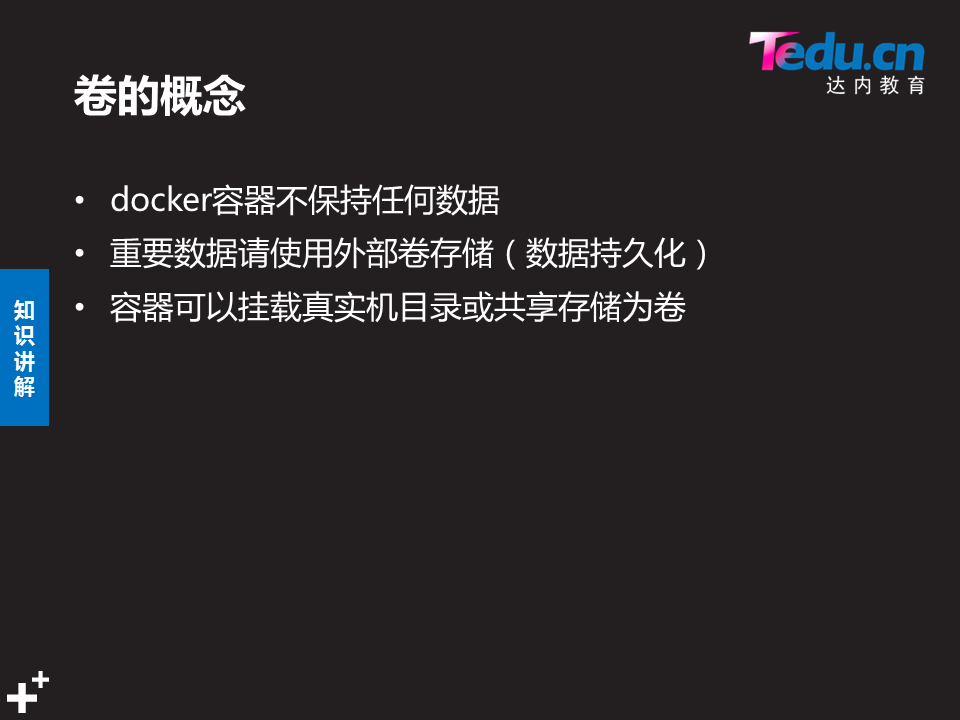 Tedu.cn
达内教育
卷的概念
• docker容器不保持任何数据
• 重要数据请使用外部卷存储（数据持久化）
• 容器可以挂载真实机目录或共享存储为卷
知识讲解